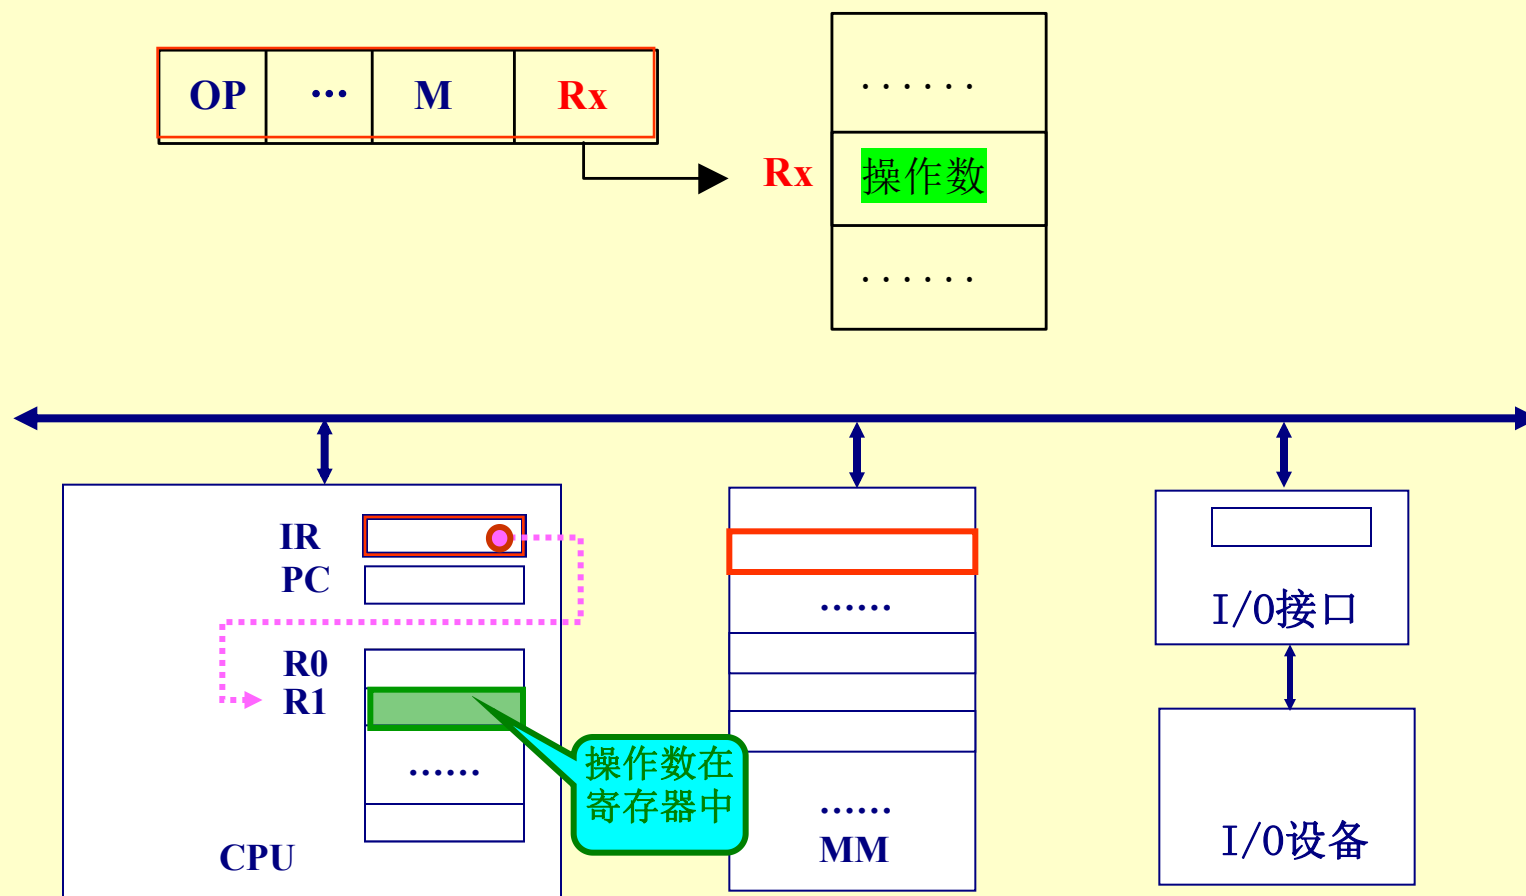 OP ... M Rx
......
Rx 操作数
......
IR
PC
R0
R1
......
CPU
操作数在
寄存器中
......
......
MM
I/O接口
I/O设备